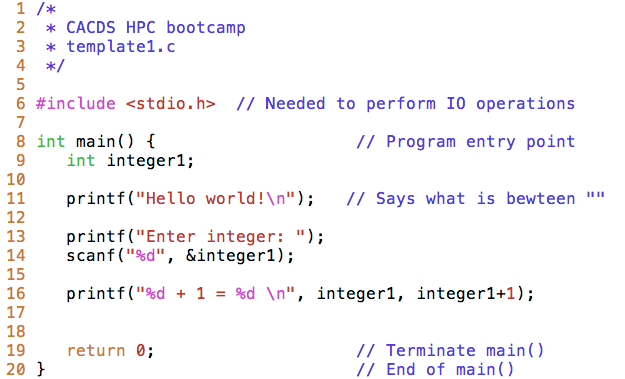 1 /*
2  * CACDS HPC bootcamp
3  * template1.c
4  */
5
6 #include <stdio.h>  // Needed to perform IO operations
7
8 int main() {                    // Program entry point
9    int integer1;
10
11    printf("Hello world!\n");   // Says what is bewteen ""
12
13    printf("Enter integer: ");
14    scanf("%d", &integer1);
15
16    printf("%d + 1 = %d \n", integer1, integer1+1);
17
18
19    return 0;                    // Terminate main()
20 }                               // End of main()